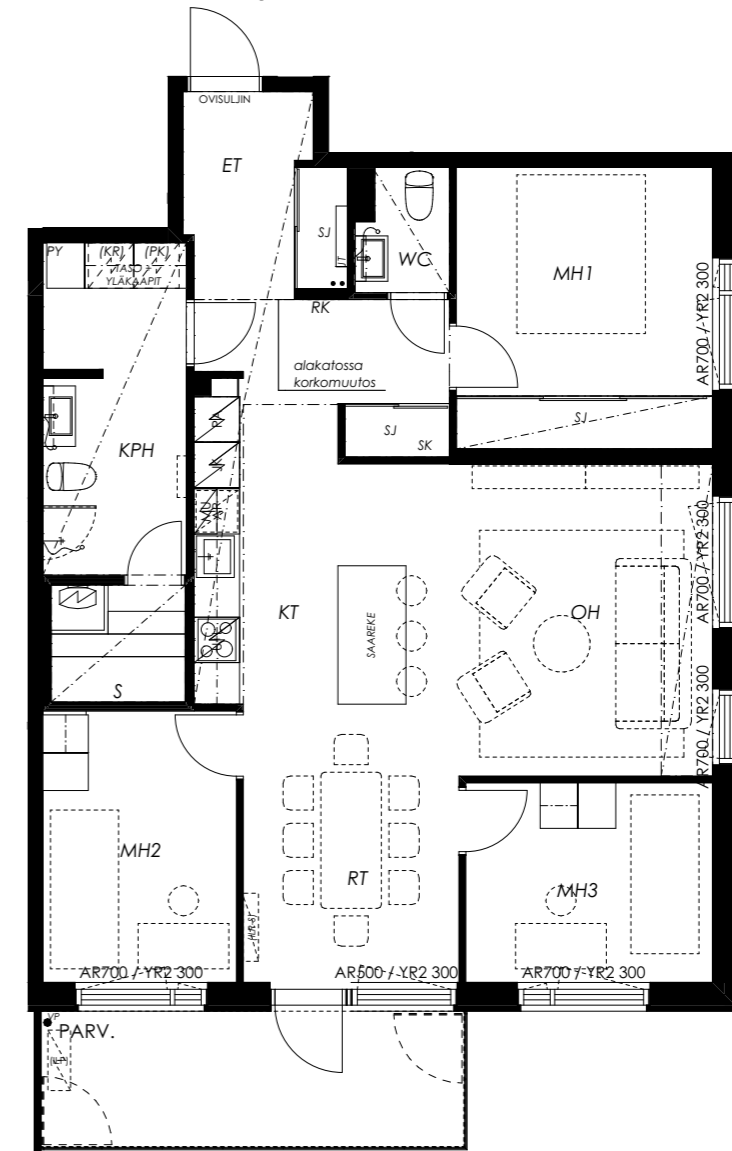 OVISULJIN
ET
SJ
JT
WC
MH1
AR700 / YR2 300
PY
(KR)
(PK)
TASO +
YLÄKAAPIT
RK
alakatossa
korkomuutos
SJ
SK
SJ
KPH
JK
KT
SAAREKE
OH
AR700 / YR2 300
AR700 / YR2 300
S
MH2
RT
MH3
AR700 / YR2 300
AR500 / YR2 300
AR700 / YR2 300
VP
PARV.